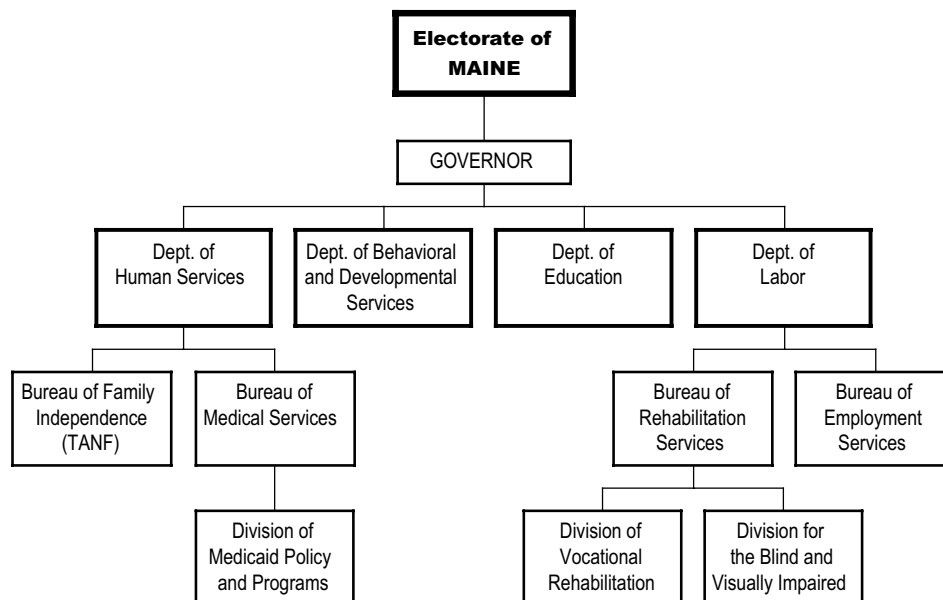 Electorate of
MAINE
GOVERNOR
Dept. of
Human Services
Dept. of Behavioral
and Developmental
Services
Dept. of
Education
Dept. of
Labor
Bureau of Family
Independence
(TANF)
Bureau of
Medical Services
Bureau of
Rehabilitation
Services
Bureau of
Employment
Services
Division of
Medicaid Policy
and Programs
Division of
Vocational
Rehabilitation
Division for
the Blind and
Visually Impaired